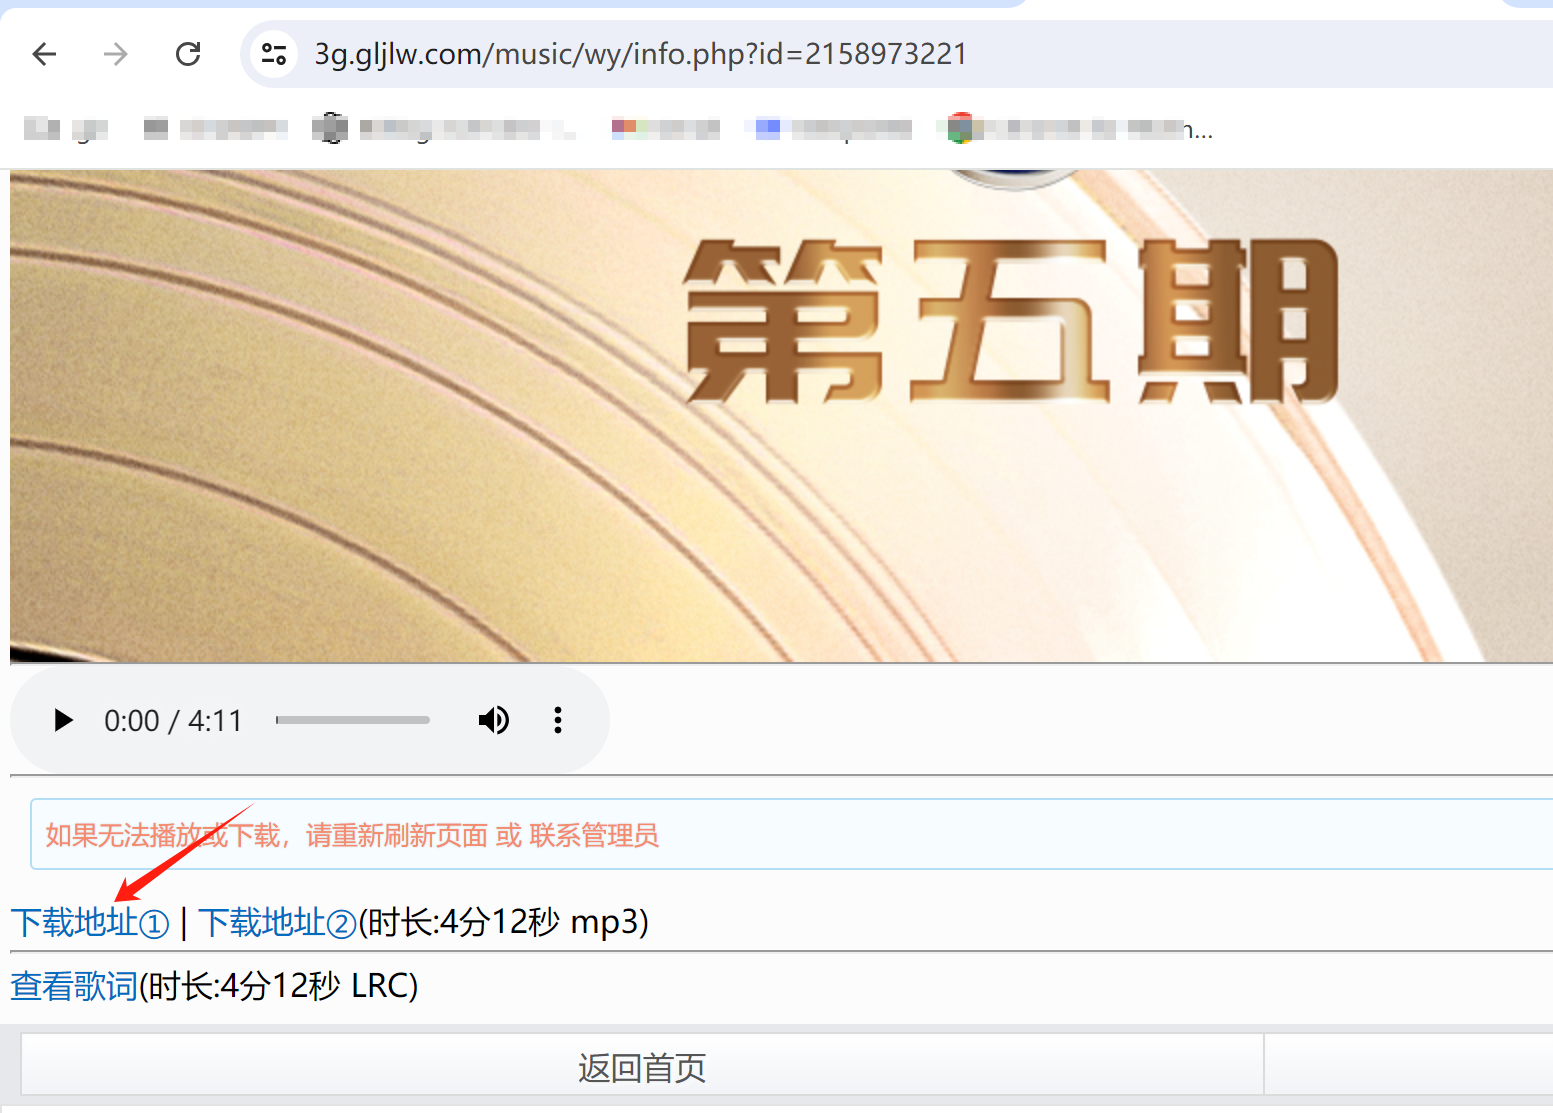 3g.gljlw.com/music/wy/info.php?id=2158973221
第五期
0:00 / 4:11
如果无法播放或下载，请重新刷新页面 或 联系管理员
下载地址① | 下载地址②(时长:4分12秒 mp3)
查看歌词(时长:4分12秒 LRC)
返回首页